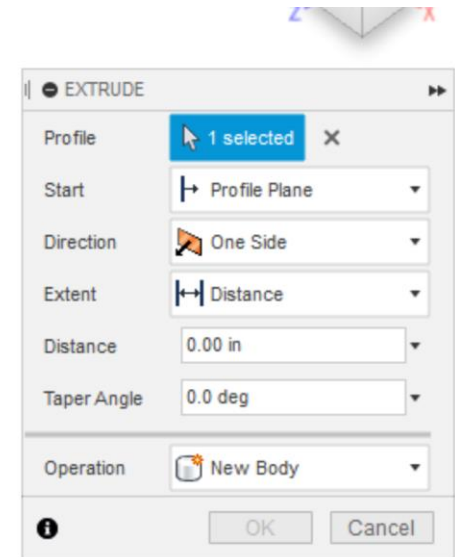 Z X
EXTRUDE
Profile 1 selected
Start Profile Plane
Direction One Side
Extent Distance
Distance 0.00 in
Taper Angle 0.0 deg
Operation New Body
OK Cancel